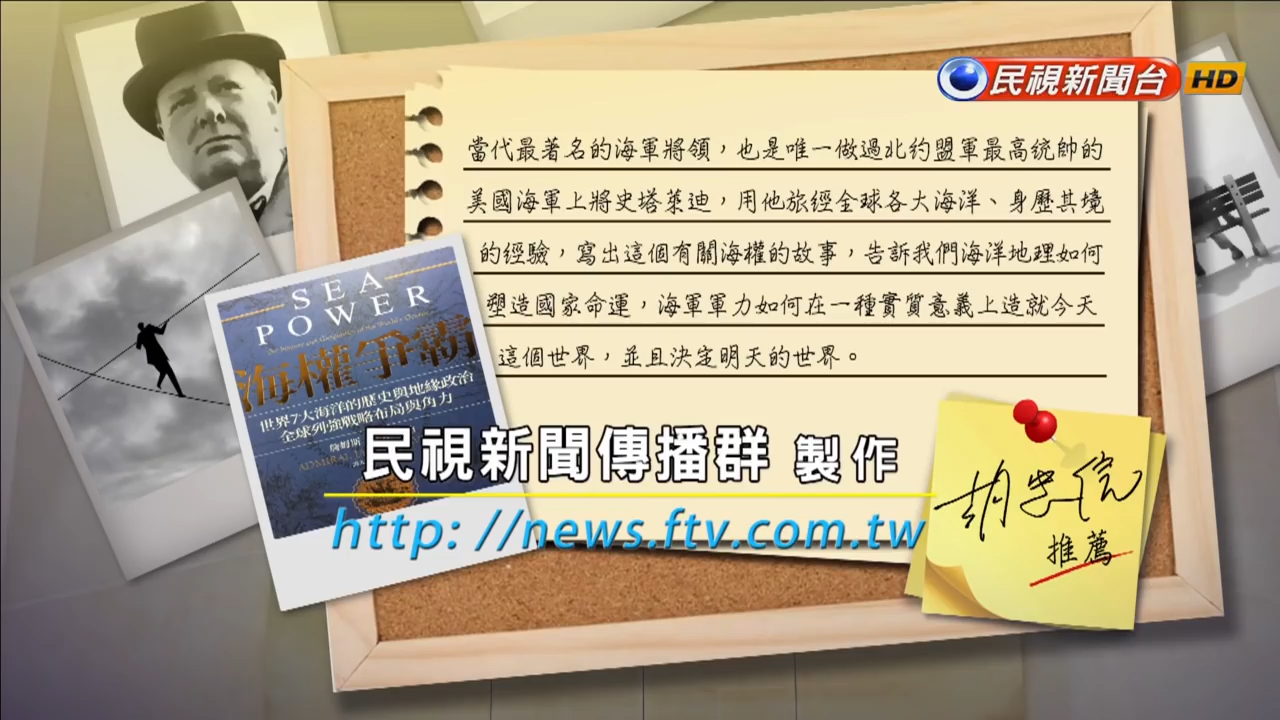 民視新聞台 HD
當代最著名的海軍將領，也是唯一做過北約盟軍最高統帥的
美國海軍上將史塔萊迪，用他旅經全球各大海洋、身歷其境
的經驗，寫出這個有關海權的故事，告訴我們海洋地理如何
塑造國家命運，海軍軍力如何在一種實質意義上造就今天
這個世界，並且決定明天的世界。
SEA
POWER
海權爭霸
世界7大海洋的歷史與地緣政治
全球列強戰略布局與角力
詹姆斯
ADMIRAL
民視新聞傳播群 製作
http: //news.ftv.com.tw
胡忠信
推薦